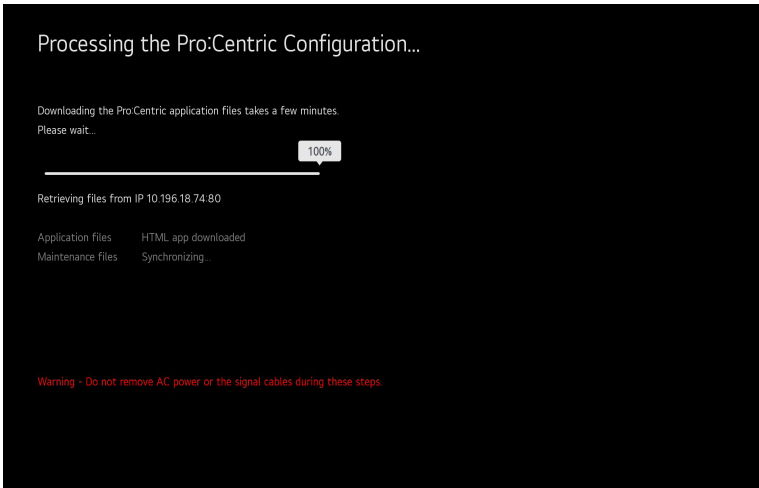 Processing the Pro:Centric Configuration...
Downloading the Pro:Centric application files takes a few minutes.
Please wait...
100%
Retrieving files from IP 10.196.18.74:80
Application files HTML app downloaded
Maintenance files Synchronizing...
Warning - Do not remove AC power or the signal cables during these steps.